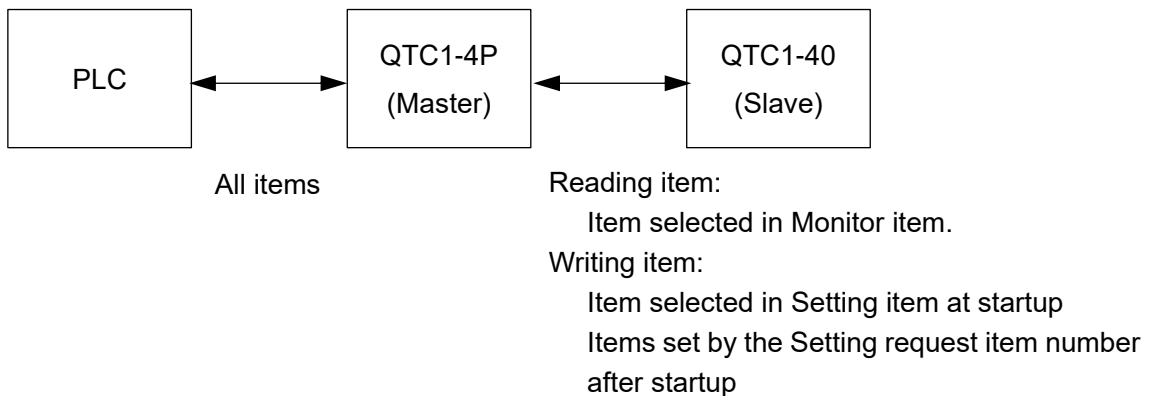 PLC
QTC1-4P
(Master)
QTC1-40
(Slave)
All items
Reading item:
Item selected in Monitor item.
Writing item:
Item selected in Setting item at startup
Items set by the Setting request item number
after startup